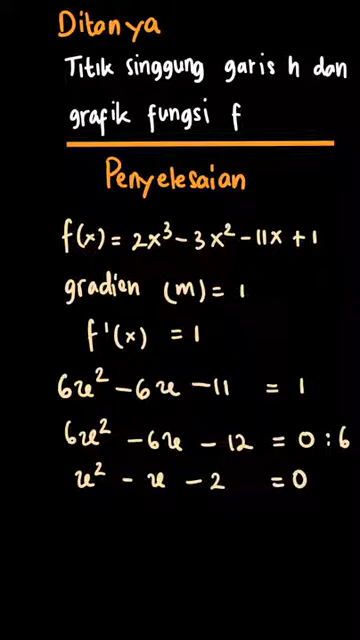 Ditanya
Titik singgung garis h dan
grafik fungsi f
Penyelesaian
f(x) = 2x³ - 3x² - 11x + 1
gradien (m) = 1
f'(x) = 1
6x² - 6x - 11 = 1
6x² - 6x - 12 = 0 : 6
x² - x - 2 = 0